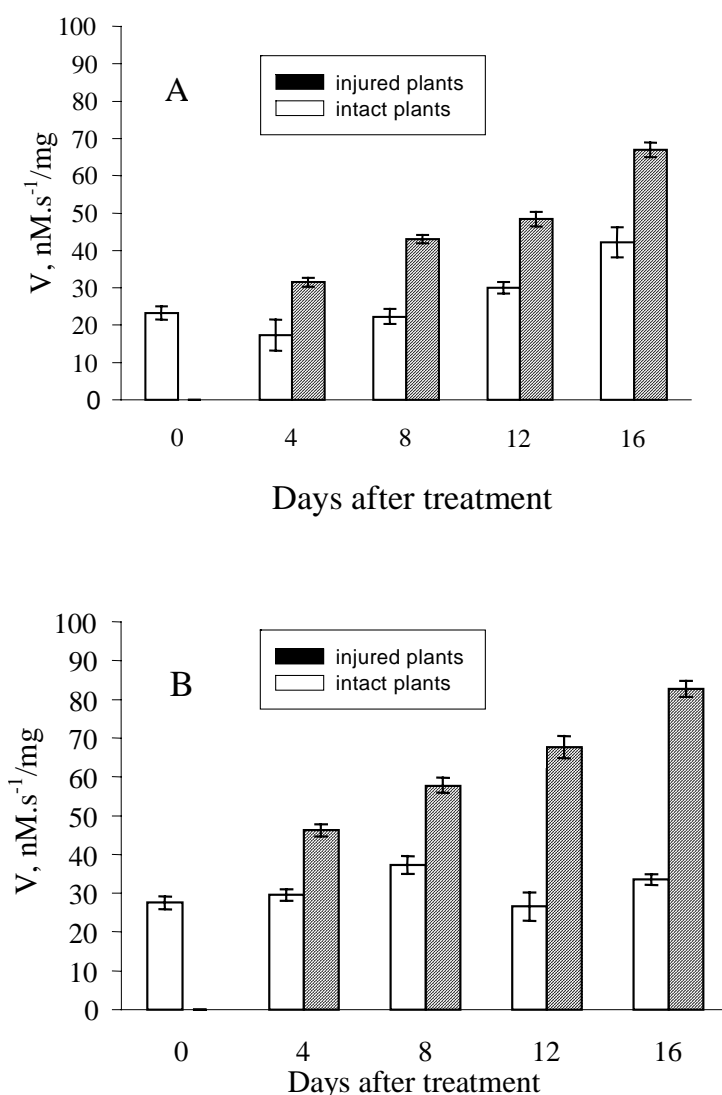 100
90
80
70
60
50
40
30
20
10
0
V, nM.s⁻¹/mg
A
injured plants
intact plants
0 4 8 12 16
Days after treatment
100
90
80
70
60
50
40
30
20
10
0
V, nM.s⁻¹/mg
B
injured plants
intact plants
0 4 8 12 16
Days after treatment